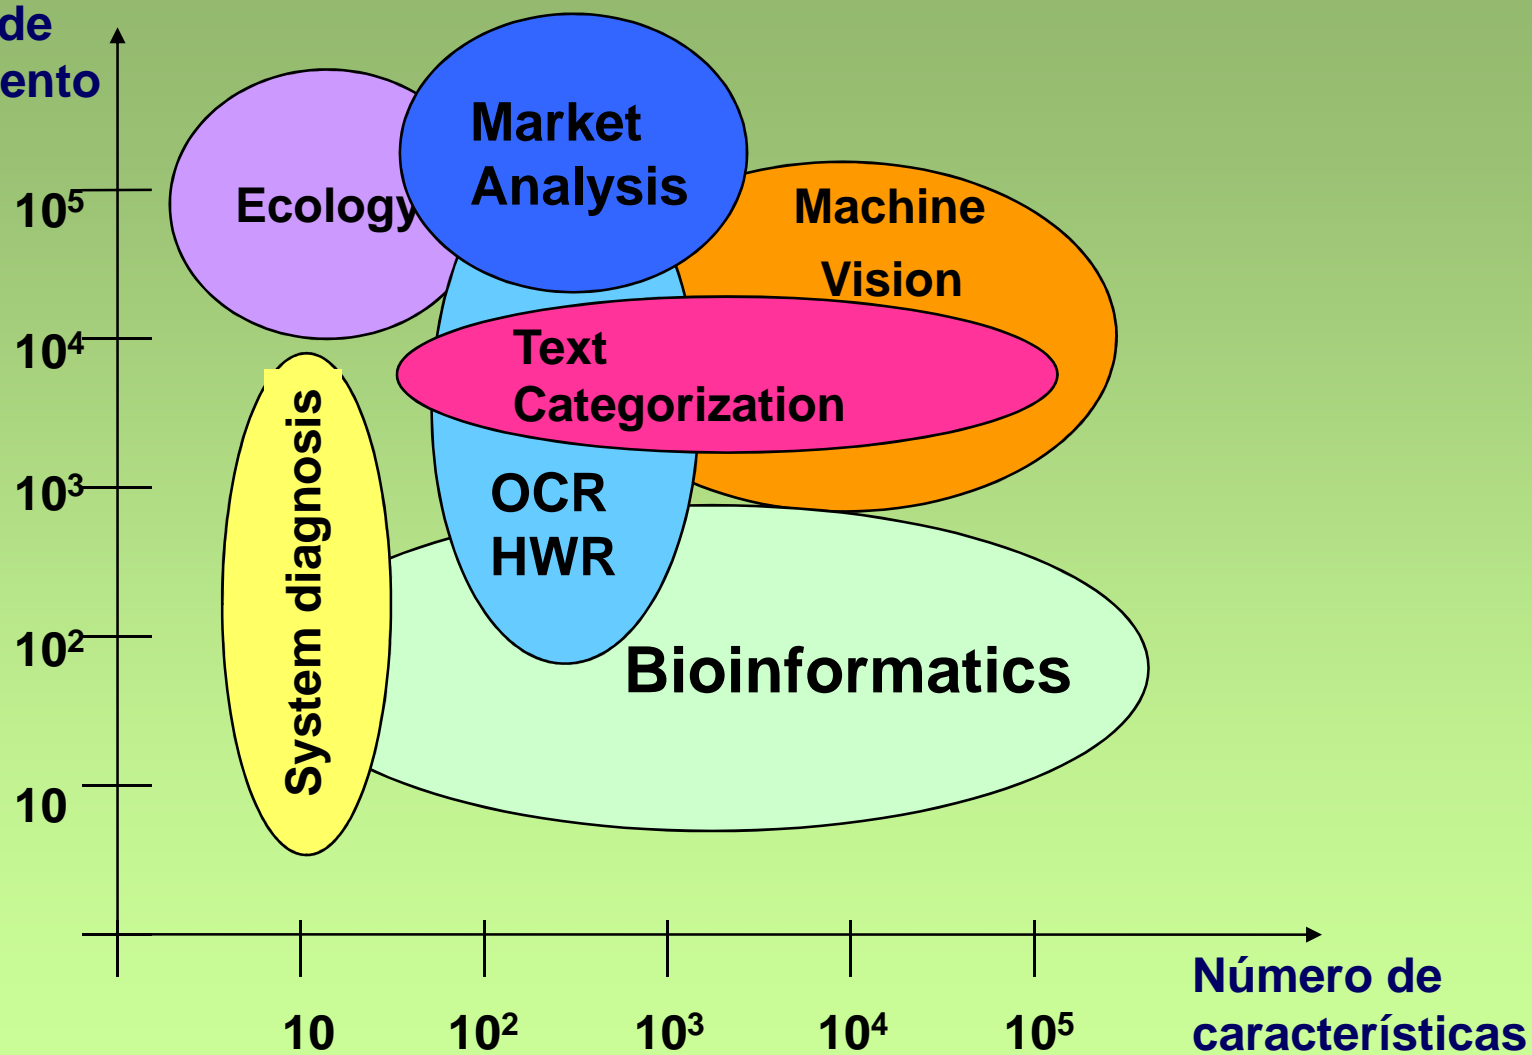 de
ento
Market
Analysis
Ecology
Machine
Vision
Text
Categorization
OCR
HWR
System diagnosis
Bioinformatics
10⁵
10⁴
10³
10²
10
10
10²
10³
10⁴
10⁵
Número de
características